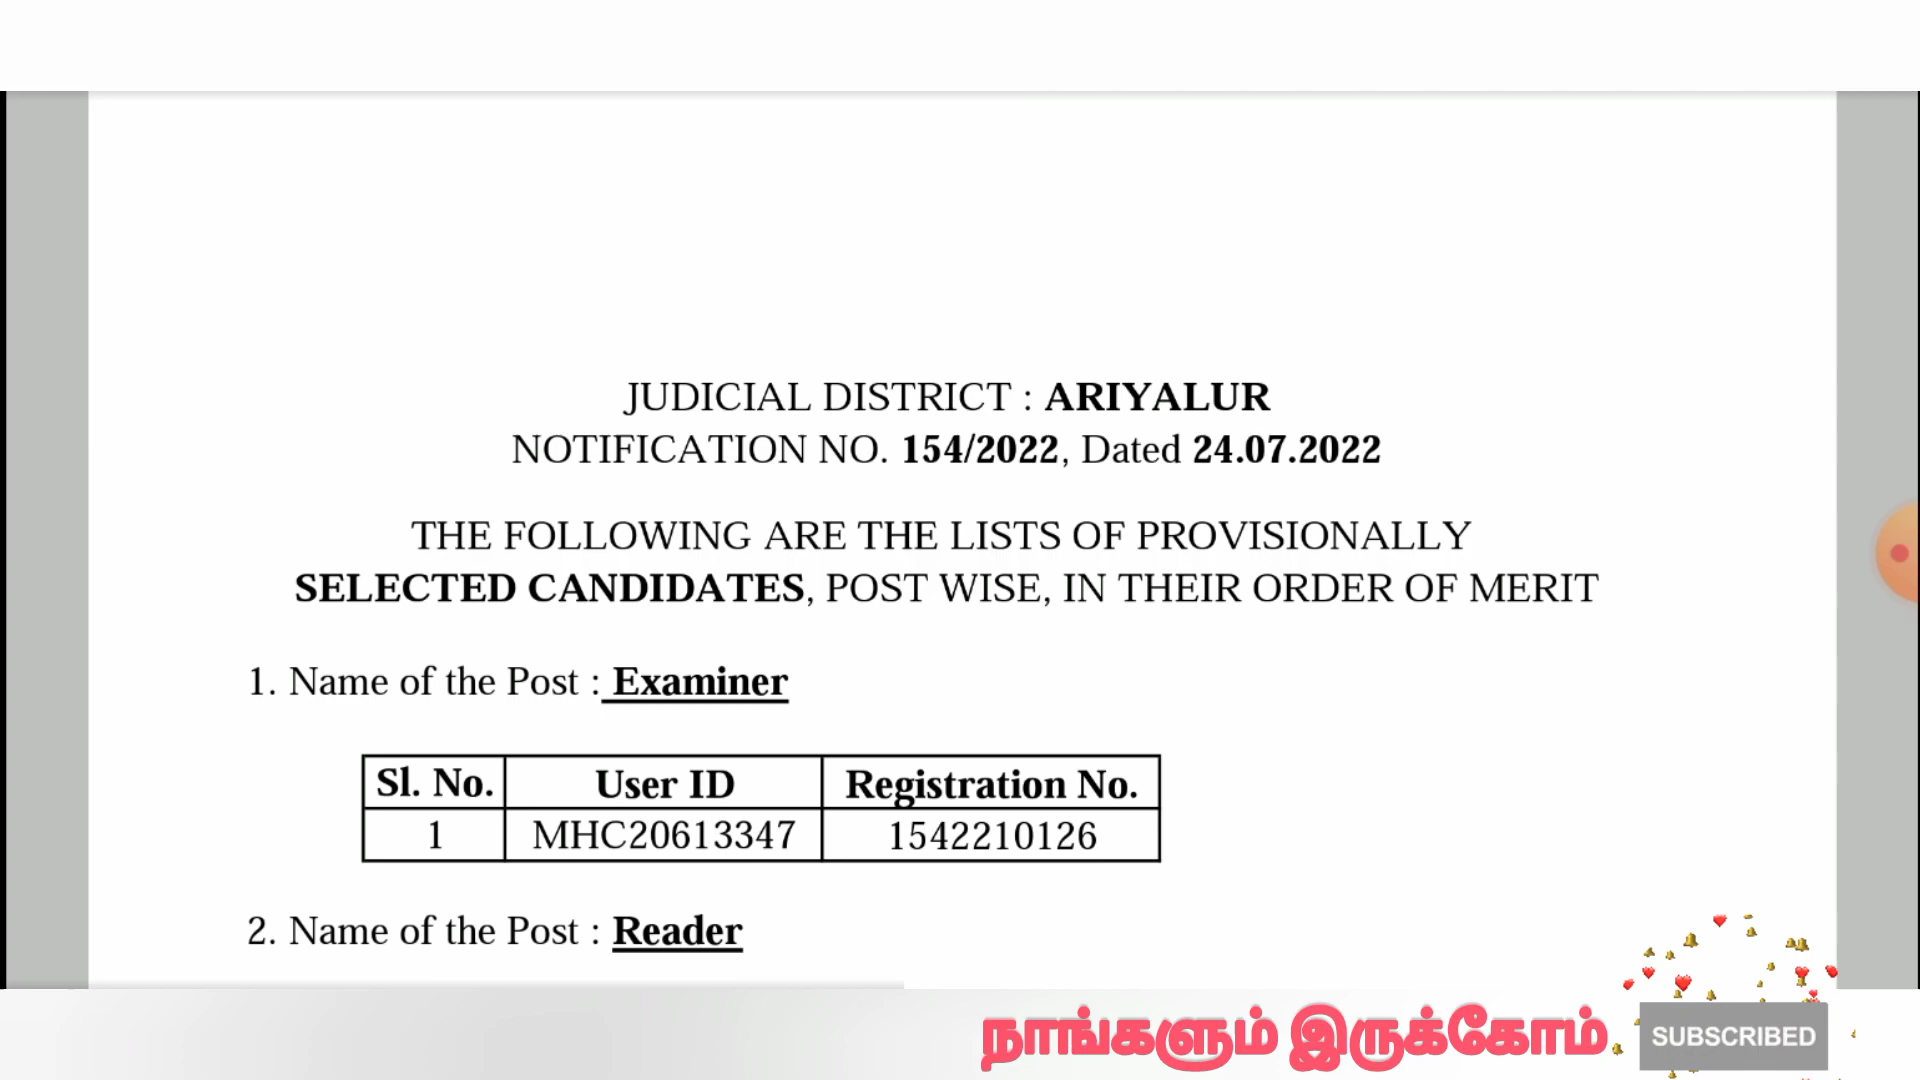 JUDICIAL DISTRICT : ARIYALUR
NOTIFICATION NO. 154/2022, Dated 24.07.2022
THE FOLLOWING ARE THE LISTS OF PROVISIONALLY
SELECTED CANDIDATES, POST WISE, IN THEIR ORDER OF MERIT
1. Name of the Post : Examiner
Sl. No. User ID Registration No.
1 MHC20613347 1542210126
2. Name of the Post : Reader
நாங்களும் இருக்கோம்
SUBSCRIBED